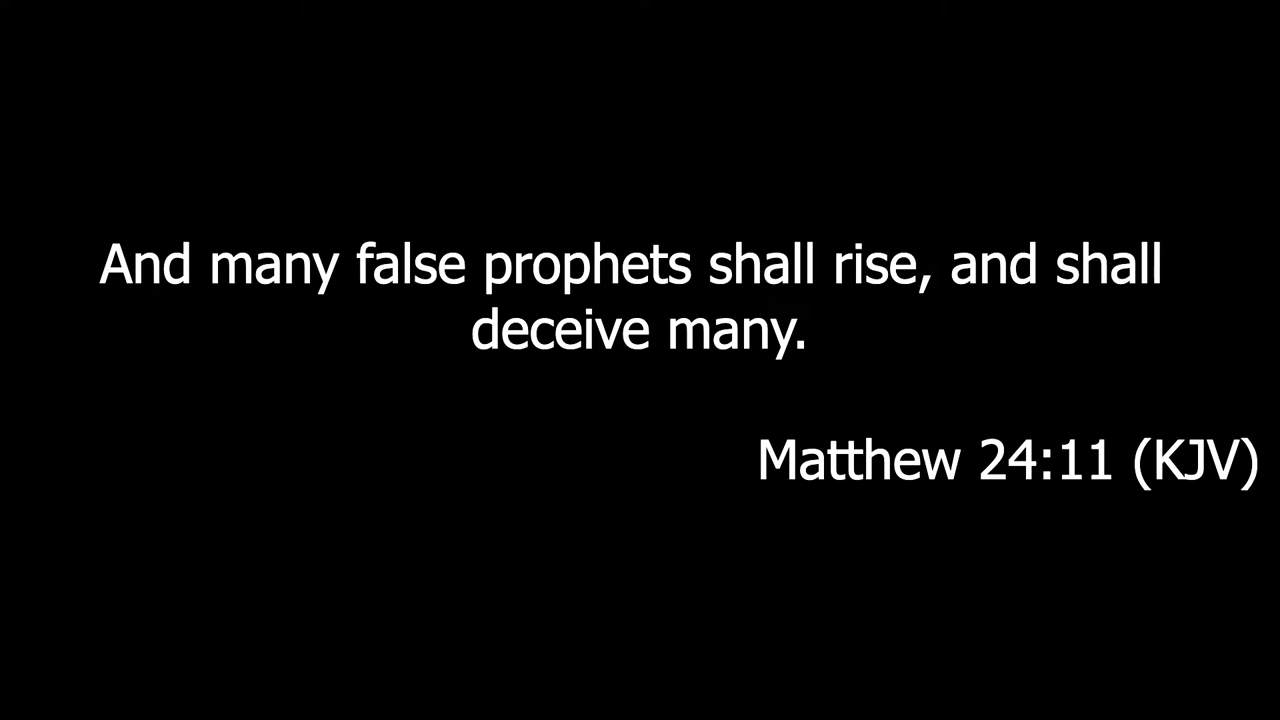 And many false prophets shall rise, and shall
deceive many.
Matthew 24:11 (KJV)